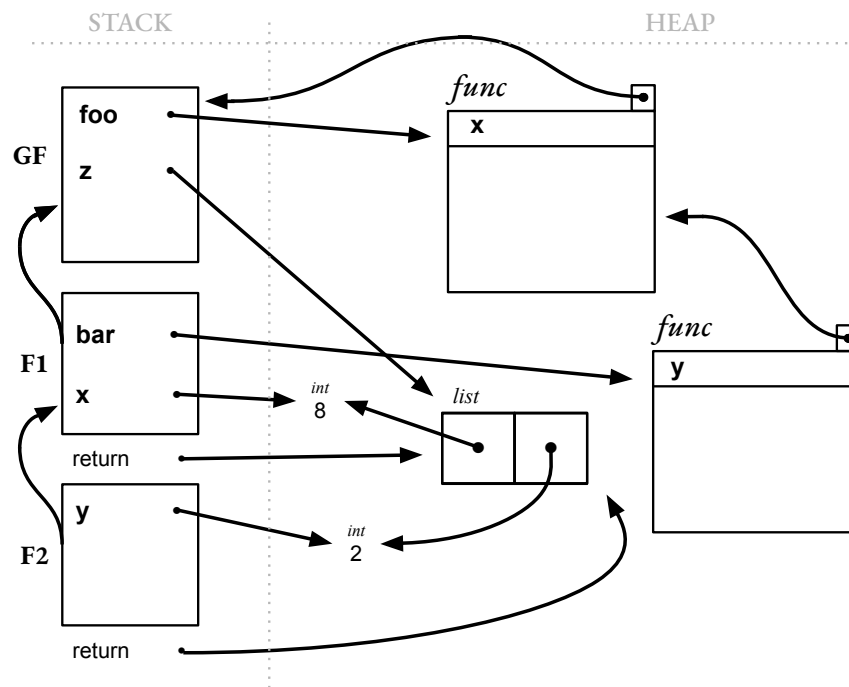 STACK
HEAP
func
foo
x
GF
z
func
bar
y
F1
x
int
8
list
return
y
int
2
F2
return